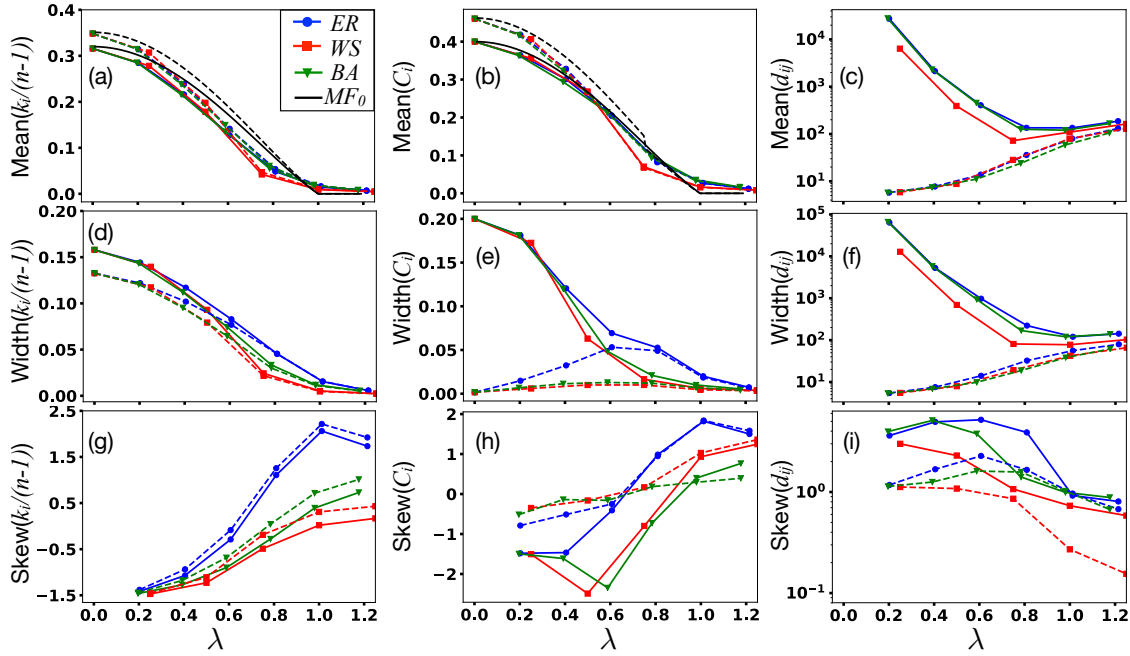 0.4
0.3
0.2
0.1
0.0
Mean(k_i/(n-1))
(a)
ER
WS
BA
MF_0
0.4
0.3
0.2
0.1
0.0
Mean(C_i)
(b)
10^5
10^4
10^3
10^2
10^1
Mean(d_ij)
(c)
0.20
0.15
0.10
0.05
0.00
Width(k_i/(n-1))
(d)
0.20
0.15
0.10
0.05
0.00
Width(C_i)
(e)
10^5
10^4
10^3
10^2
10^1
Width(d_ij)
(f)
2.5
1.5
0.5
−0.5
−1.5
Skew(k_i/(n-1))
(g)
0.0 0.2 0.4 0.6 0.8 1.0 1.2
λ
2
1
0
−1
−2
Skew(C_i)
(h)
0.0 0.2 0.4 0.6 0.8 1.0 1.2
λ
10^0
10^−1
Skew(d_ij)
(i)
0.0 0.2 0.4 0.6 0.8 1.0 1.2
λ